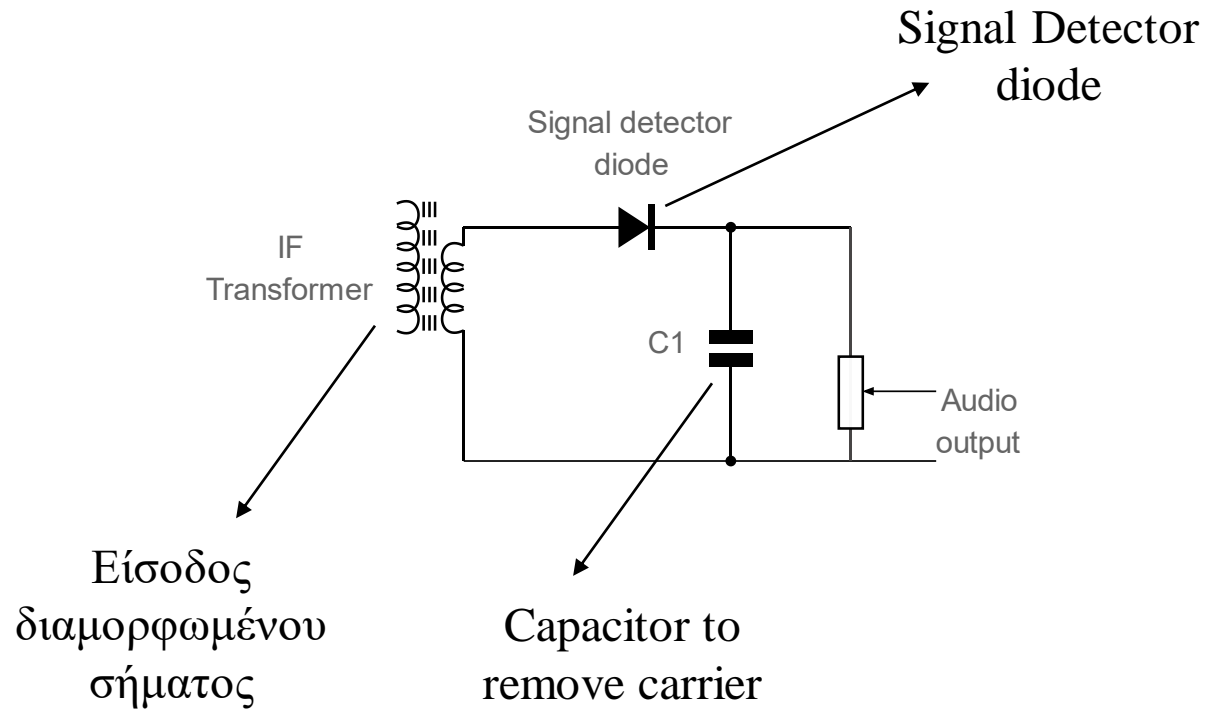 Signal Detector
diode
Signal detector
diode
IF
Transformer
C1
Audio
output
Είσοδος
διαμορφωμένου
σήματος
Capacitor to
remove carrier